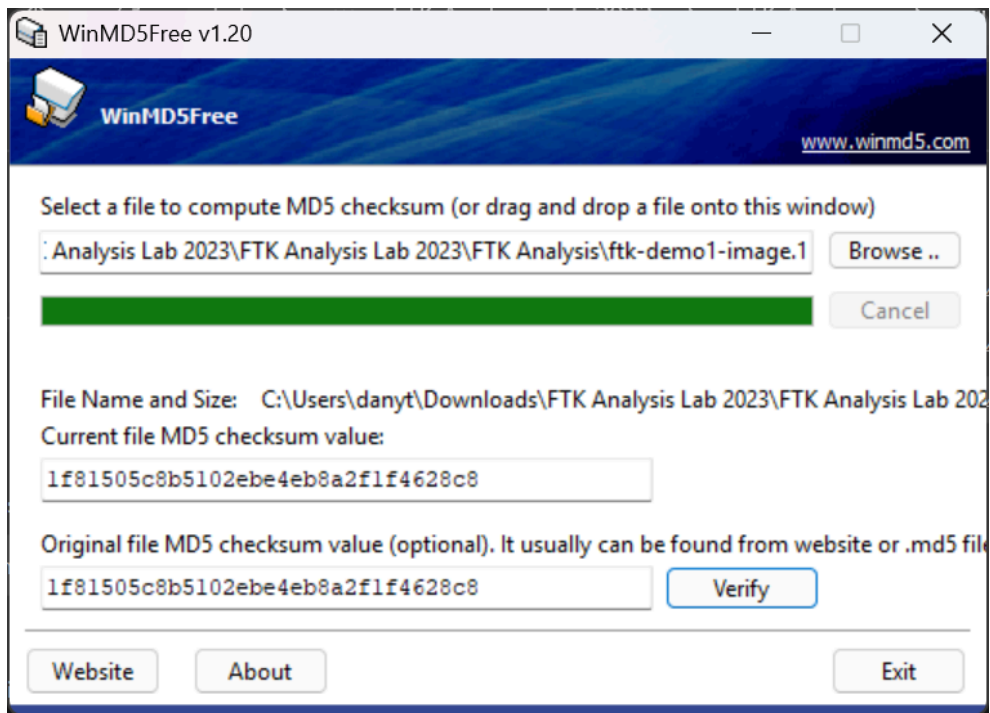 WinMD5Free v1.20
WinMD5Free
www.winmd5.com
Select a file to compute MD5 checksum (or drag and drop a file onto this window)
: Analysis Lab 2023\FTK Analysis Lab 2023\FTK Analysis\ftk-demo1-image.1
Browse ..
Cancel
File Name and Size: C:\Users\danyt\Downloads\FTK Analysis Lab 2023\FTK Analysis Lab 202
Current file MD5 checksum value:
1f81505c8b5102ebe4eb8a2f1f4628c8
Original file MD5 checksum value (optional). It usually can be found from website or .md5 file
1f81505c8b5102ebe4eb8a2f1f4628c8
Verify
Website
About
Exit